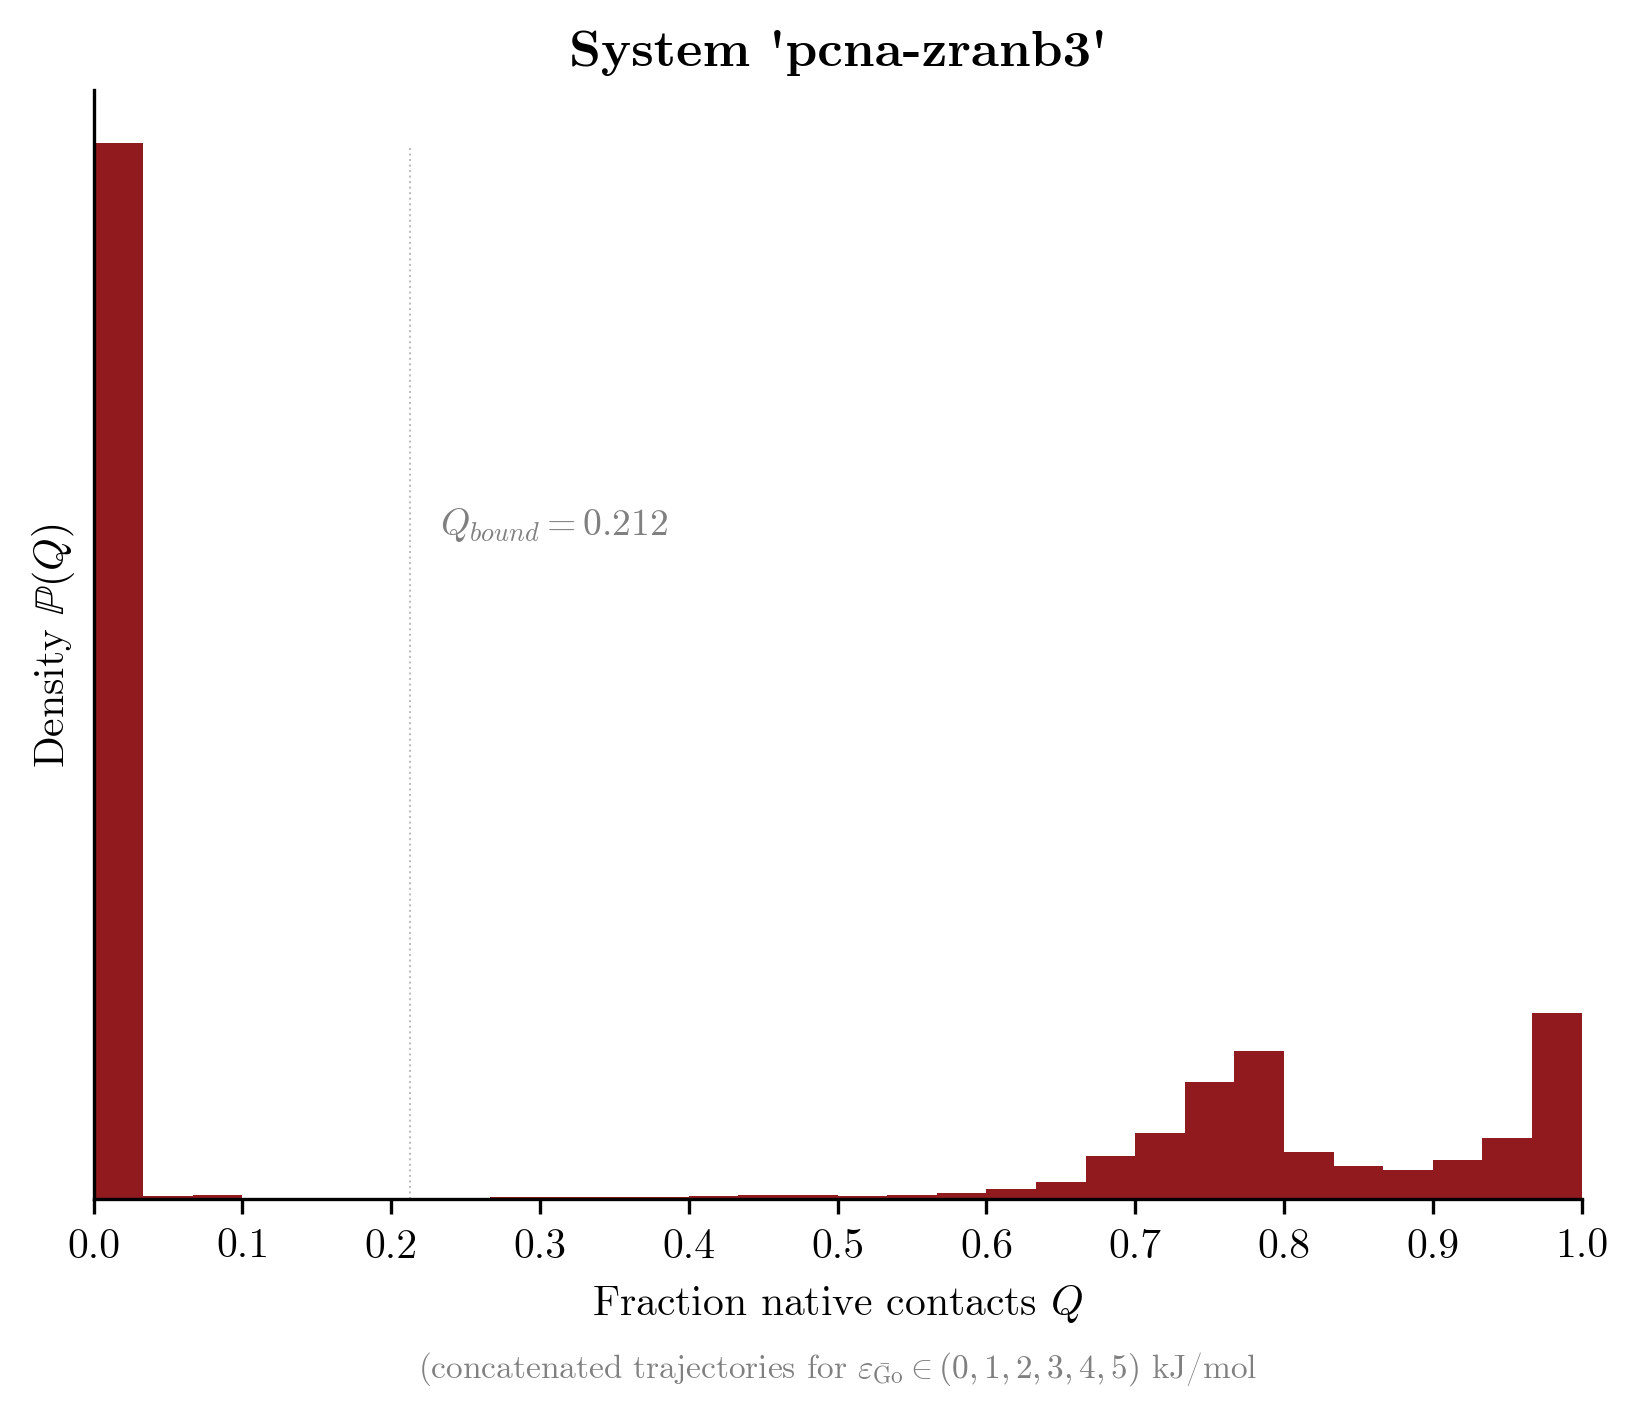 System 'pcna-zranb3'
Density ℙ(Q)
Q_bound = 0.212
0.0 0.1 0.2 0.3 0.4 0.5 0.6 0.7 0.8 0.9 1.0
Fraction native contacts Q
(concatenated trajectories for ε_Ḡo ∈ (0, 1, 2, 3, 4, 5) kJ/mol